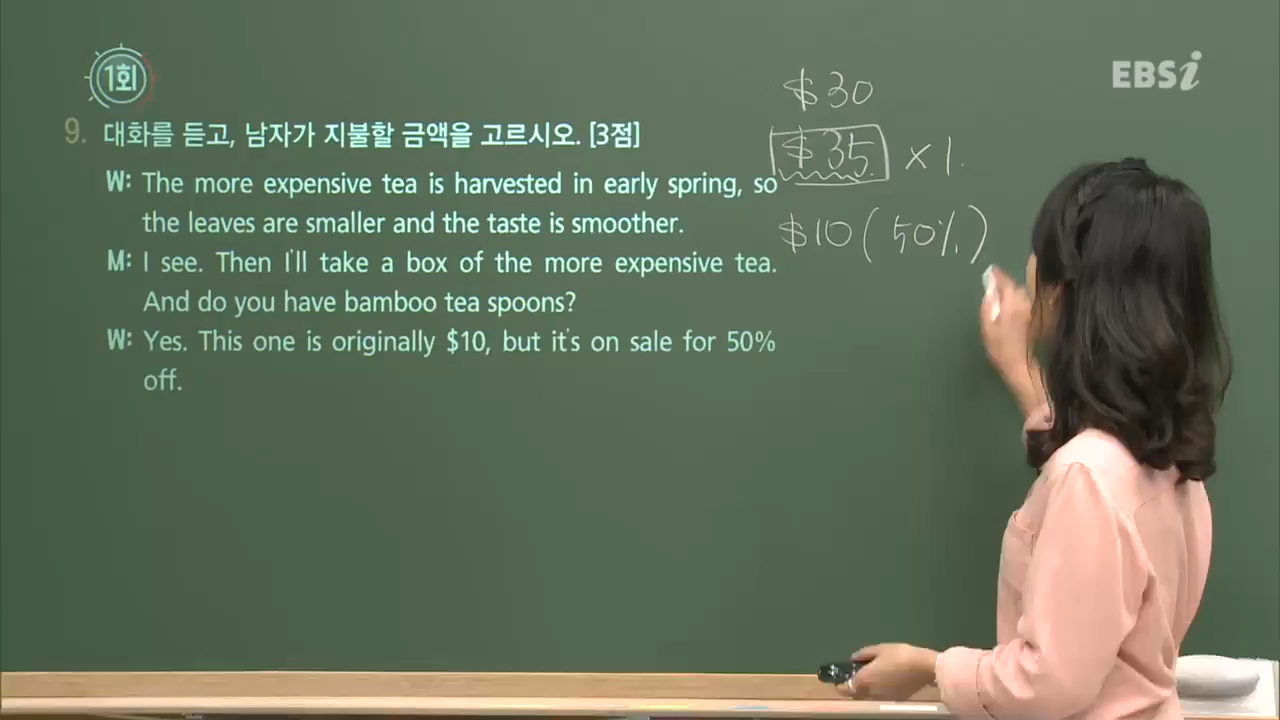 1회
EBSi
9. 대화를 듣고, 남자가 지불할 금액을 고르시오. [3점]
W: The more expensive tea is harvested in early spring, so
the leaves are smaller and the taste is smoother.
M: I see. Then I'll take a box of the more expensive tea.
And do you have bamboo tea spoons?
W: Yes. This one is originally $10, but it's on sale for 50%
off.
$30
$35 × 1.
$10 (50%)